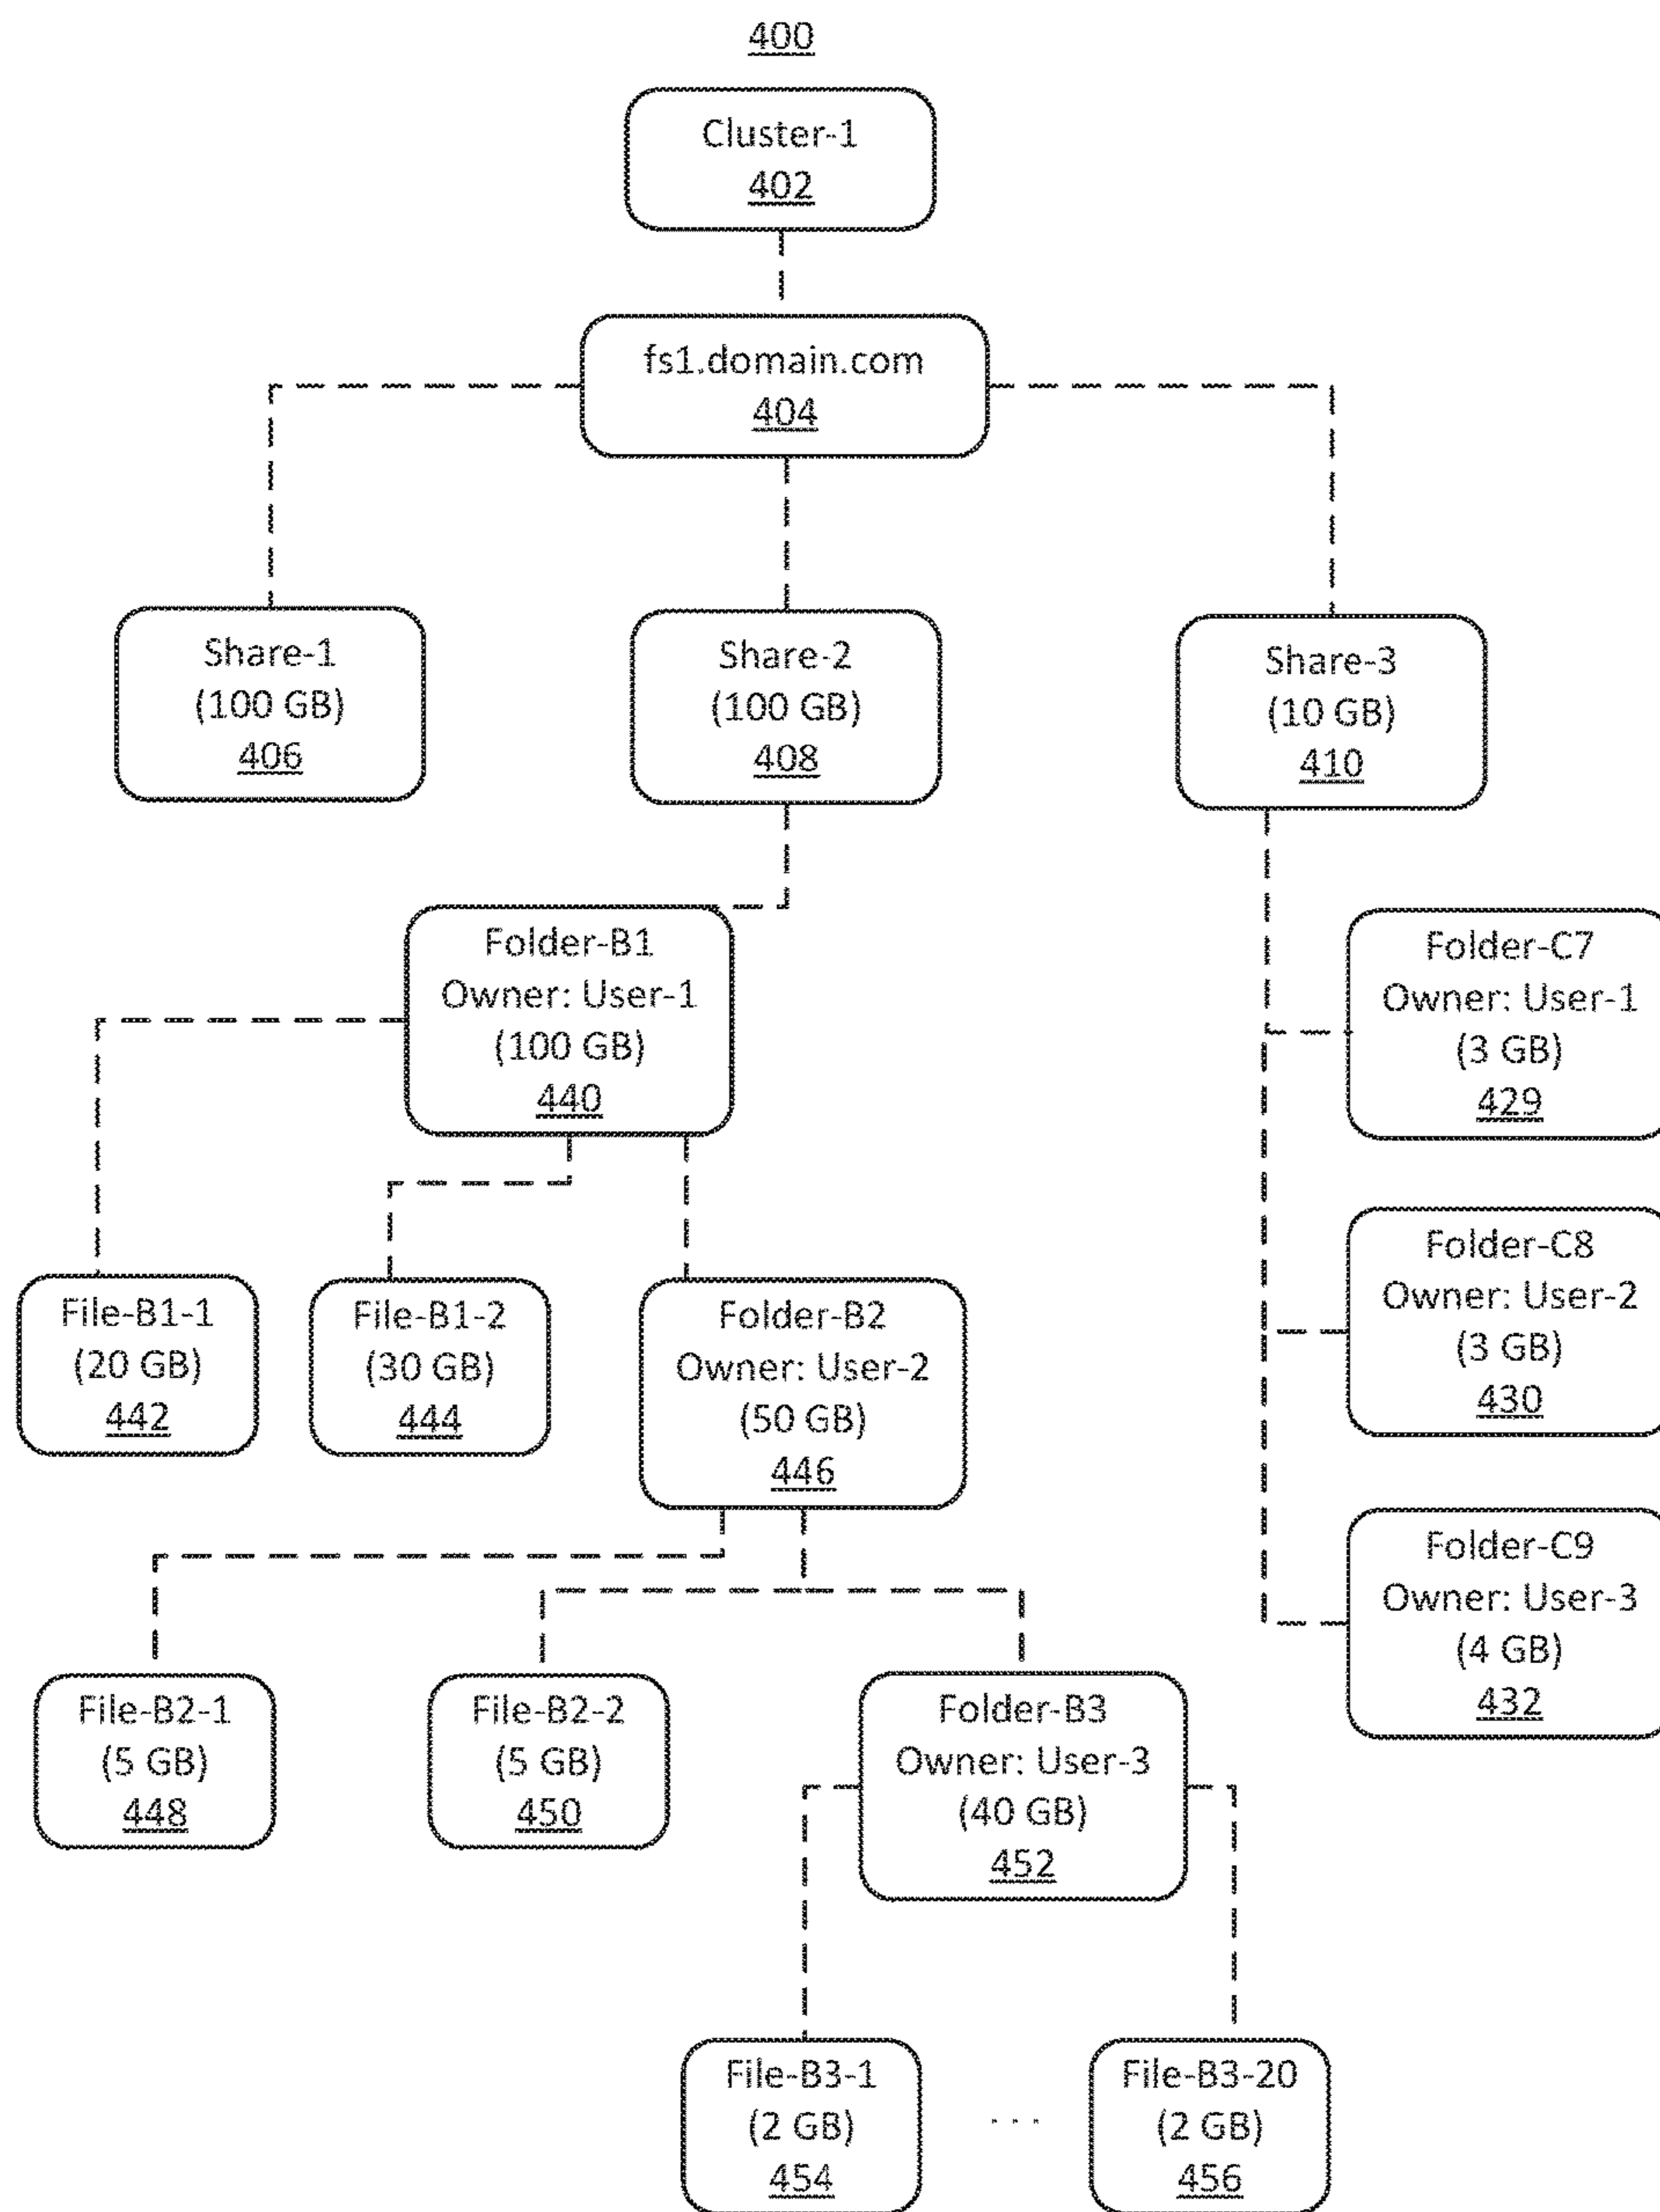 400
Cluster-1
402
fs1.domain.com
404
Share-1
(100 GB)
406
Share-2
(100 GB)
408
Share-3
(10 GB)
410
Folder-B1
Owner: User-1
(100 GB)
440
Folder-C7
Owner: User-1
(3 GB)
429
File-B1-1
(20 GB)
442
File-B1-2
(30 GB)
444
Folder-B2
Owner: User-2
(50 GB)
446
Folder-C8
Owner: User-2
(3 GB)
430
Folder-C9
Owner: User-3
(4 GB)
432
File-B2-1
(5 GB)
448
File-B2-2
(5 GB)
450
Folder-B3
Owner: User-3
(40 GB)
452
File-B3-1
(2 GB)
454
. . .
File-B3-20
(2 GB)
456